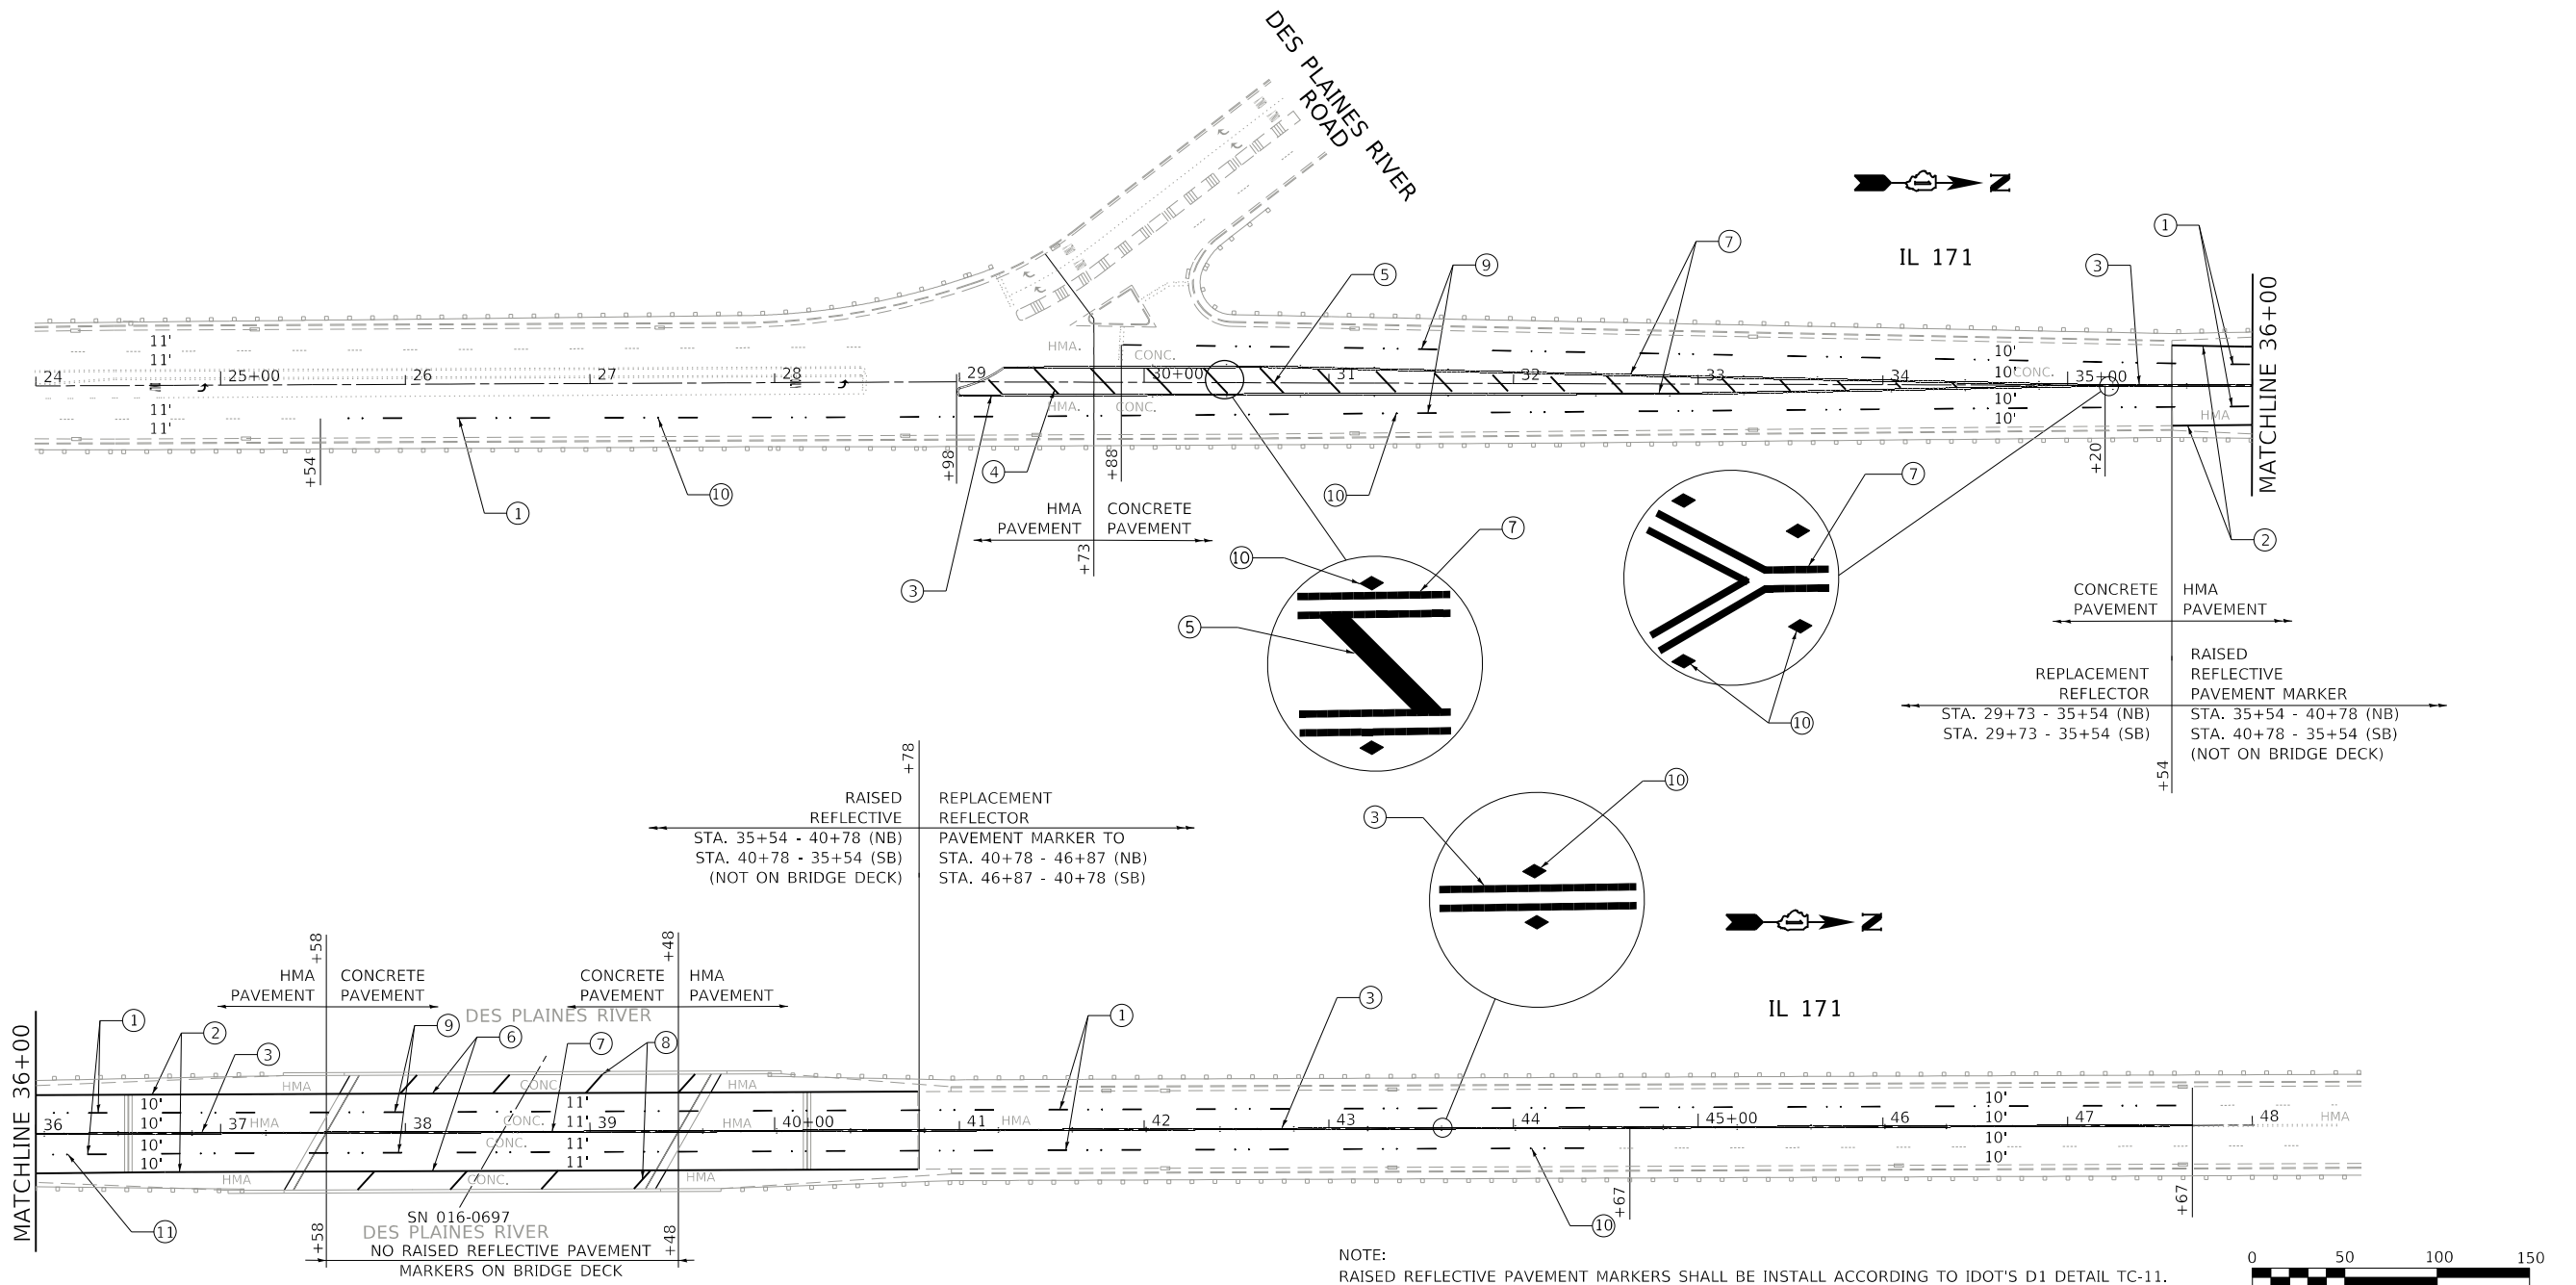 DES PLAINES RIVER
ROAD
N
IL 171
1
3
7
9
5
MATCHLINE 36+00
11'
11'
HMA.
CONC.
10'
10'
CONC.
24
25+00
26
27
28
29
30+00
31
32
33
34
35+00
11'
11'
HMA.
CONC.
10'
10'
HMA
+54
+98
+88
+20
4
10
1
10
7
2
HMA
PAVEMENT
CONCRETE
PAVEMENT
+73
3
10
7
5
10
CONCRETE
PAVEMENT
HMA
PAVEMENT
REPLACEMENT
REFLECTOR
STA. 29+73 - 35+54 (NB)
STA. 29+73 - 35+54 (SB)
RAISED
REFLECTIVE
PAVEMENT MARKER
STA. 35+54 - 40+78 (NB)
STA. 40+78 - 35+54 (SB)
(NOT ON BRIDGE DECK)
+54
+78
RAISED
REFLECTIVE
STA. 35+54 - 40+78 (NB)
STA. 40+78 - 35+54 (SB)
(NOT ON BRIDGE DECK)
REPLACEMENT
REFLECTOR
PAVEMENT MARKER TO
STA. 40+78 - 46+87 (NB)
STA. 46+87 - 40+78 (SB)
10
3
N
IL 171
+58
+48
HMA
PAVEMENT
CONCRETE
PAVEMENT
CONCRETE
PAVEMENT
HMA
PAVEMENT
DES PLAINES RIVER
MATCHLINE 36+00
1
2
3
9
6
7
8
1
3
HMA
CONC.
HMA
10'
10'
11'
11'
10'
10'
36
37
HMA
38
CONC.
39
HMA
40+00
41
HMA
42
43
44
45+00
46
47
48
HMA
10'
10'
CONC.
11'
11'
10'
10'
HMA
CONC.
HMA
+67
+67
11
10
SN 016-0697
DES PLAINES RIVER
+58
+48
NO RAISED REFLECTIVE PAVEMENT
MARKERS ON BRIDGE DECK
NOTE:
RAISED REFLECTIVE PAVEMENT MARKERS SHALL BE INSTALL ACCORDING TO IDOT'S D1 DETAIL TC-11.
0 50 100 150